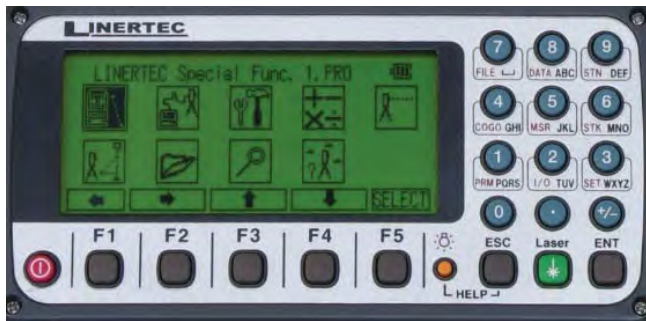 LINERTEC
LINERTEC Special Func. 1.PRO
SELECT
F1 F2 F3 F4 F5
HELP
7 8 9
FILE DATA ABC STN DEF
4 5 6
COGO GHI MSR JKL STK MNO
1 2 3
PRM PQRS I/O TUV SET WXYZ
0 . +/-
ESC Laser ENT